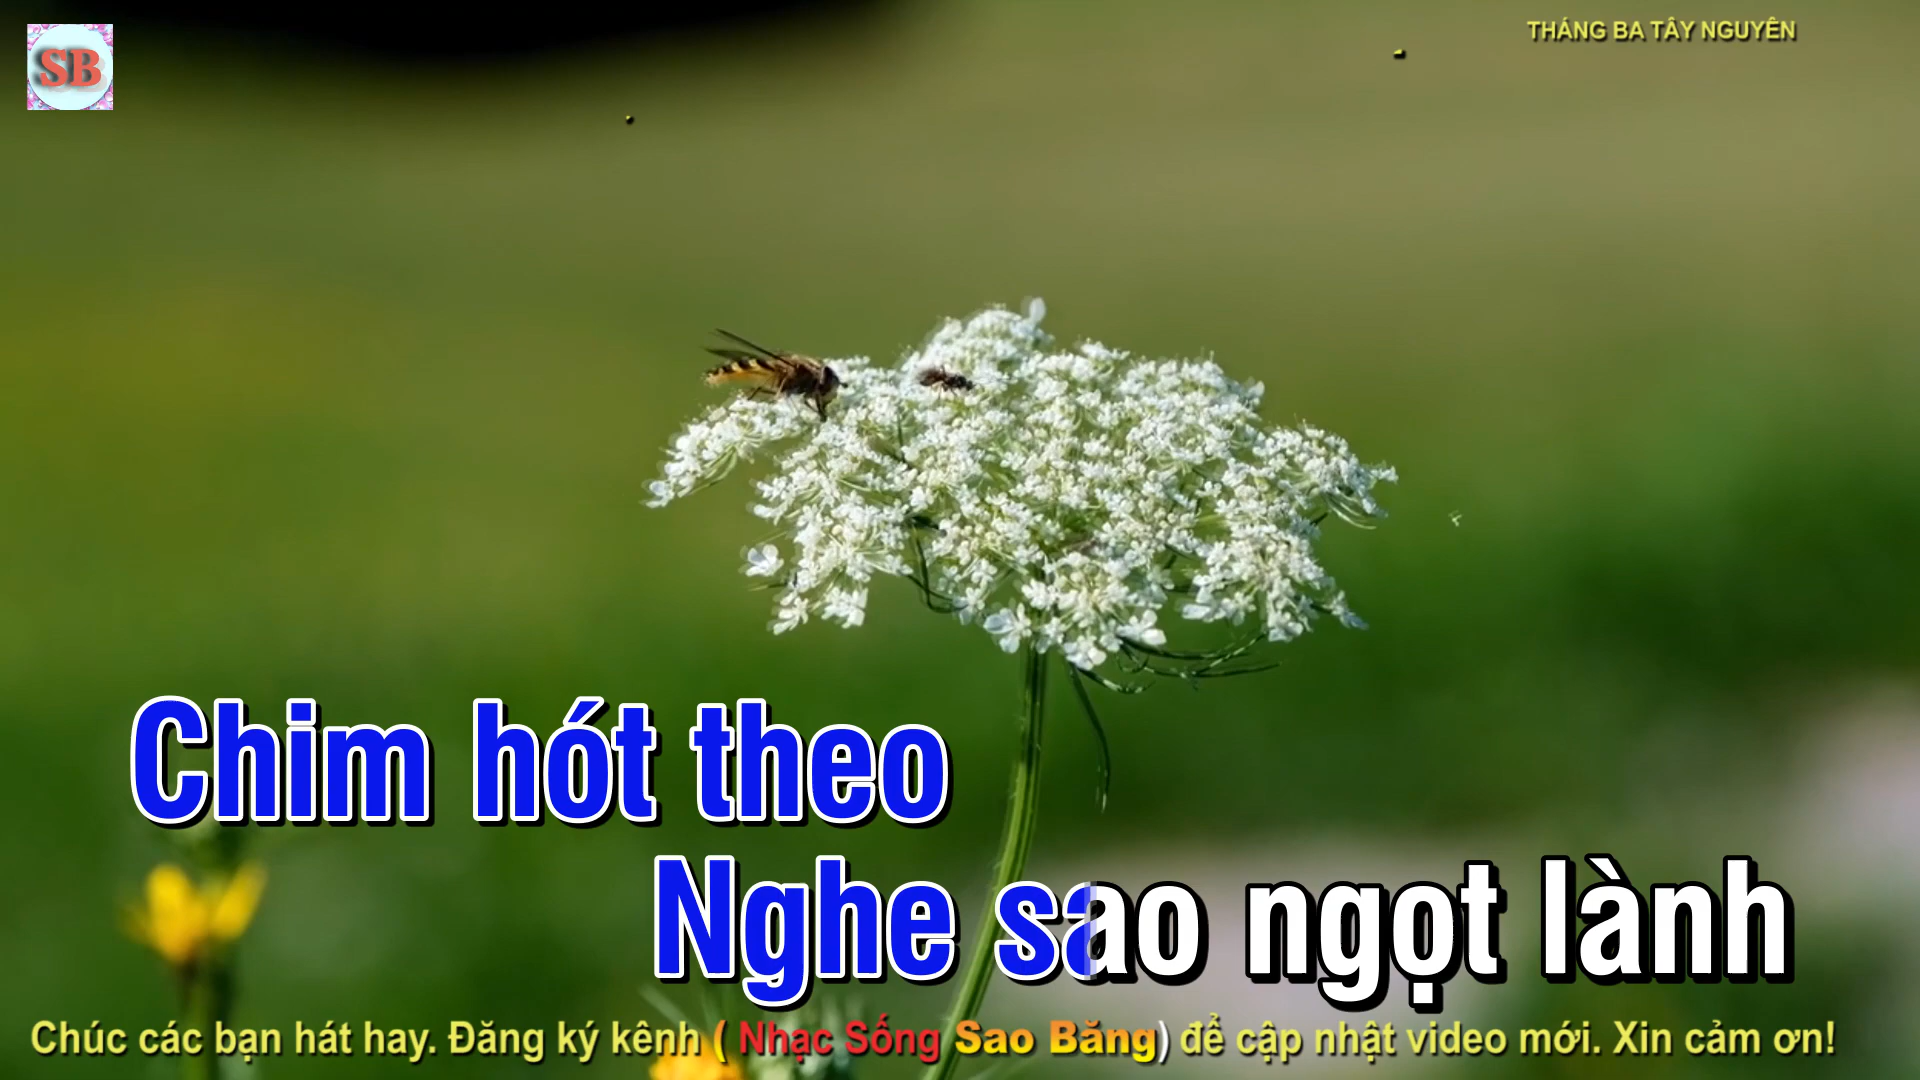 SB
THÁNG BA TÂY NGUYÊN
Chim hót theo
Nghe sao ngọt lành
Chúc các bạn hát hay. Đăng ký kênh ( Nhạc Sống Sao Băng) để cập nhật video mới. Xin cảm ơn!